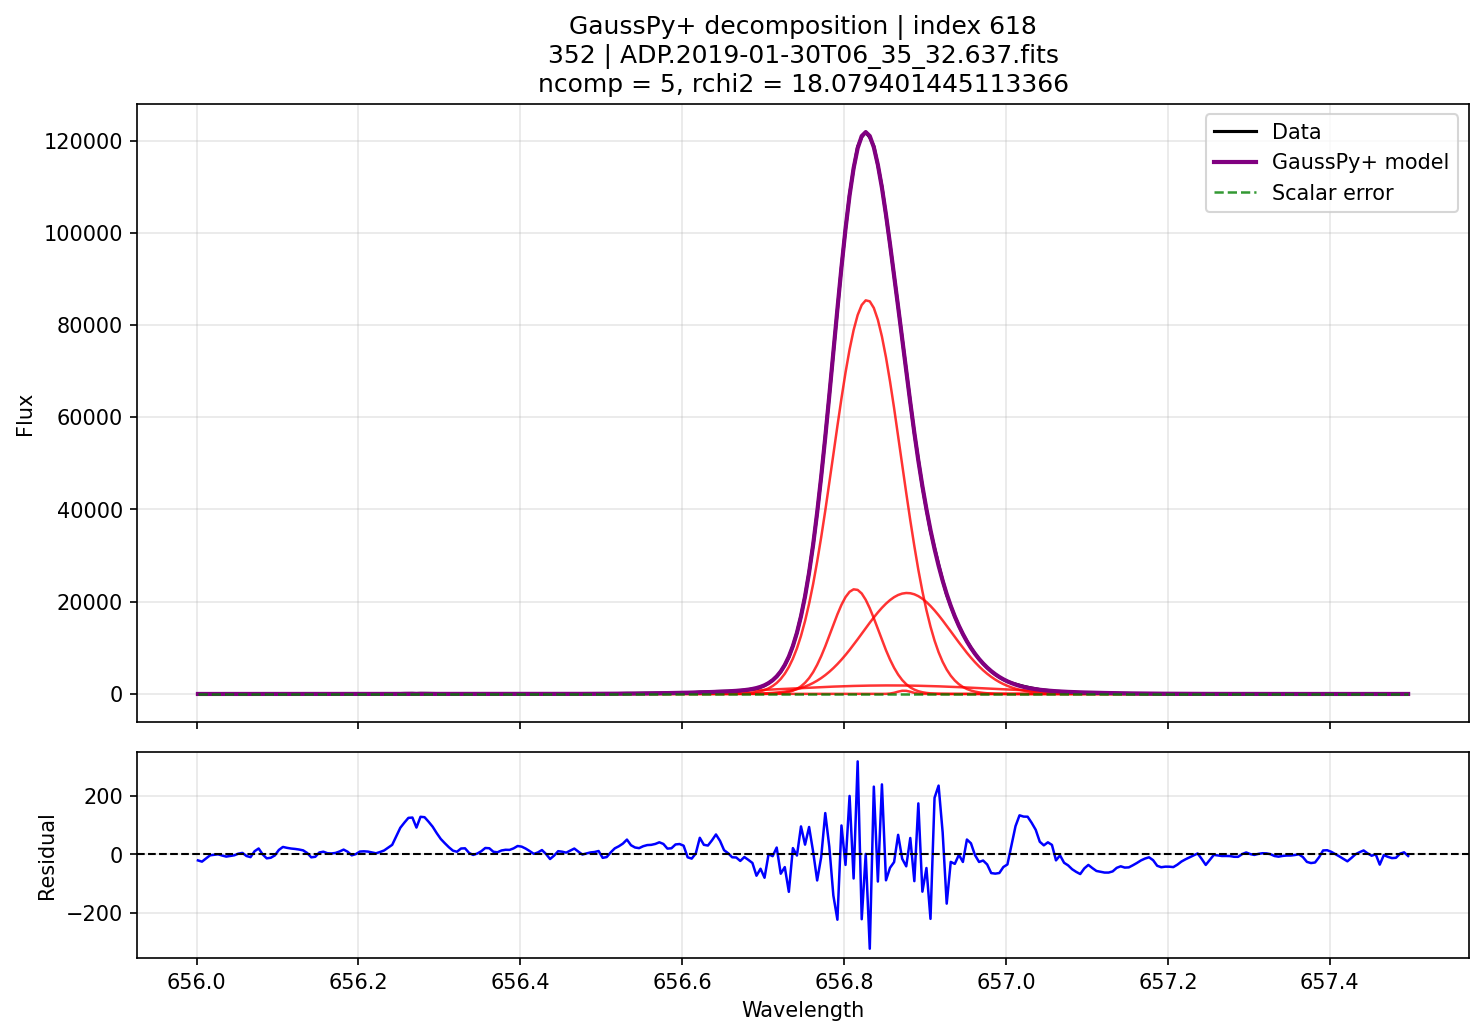 GaussPy+ decomposition | index 618
352 | ADP.2019-01-30T06_35_32.637.fits
ncomp = 5, rchi2 = 18.079401445113366
Data
GaussPy+ model
Scalar error
120000
100000
80000
60000
40000
20000
0
Flux
200
0
−200
Residual
656.0 656.2 656.4 656.6 656.8 657.0 657.2 657.4
Wavelength